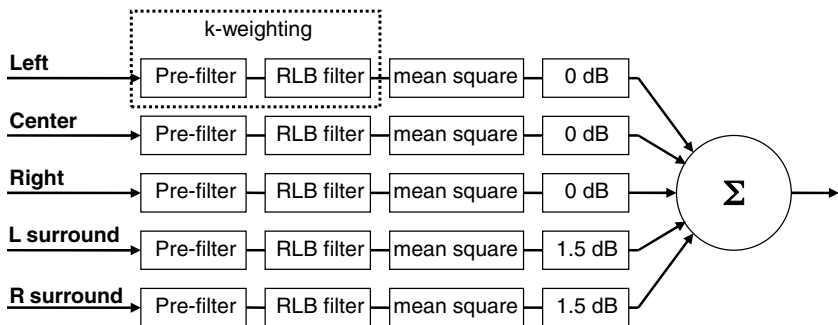 k-weighting
Left Pre-filter RLB filter mean square 0 dB
Center Pre-filter RLB filter mean square 0 dB
Right Pre-filter RLB filter mean square 0 dB
Σ
L surround Pre-filter RLB filter mean square 1.5 dB
R surround Pre-filter RLB filter mean square 1.5 dB